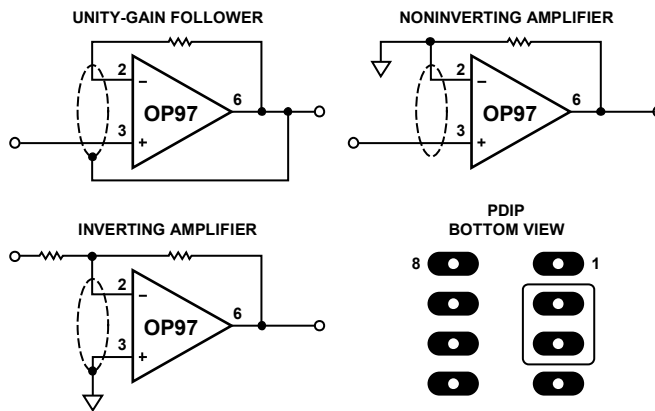 UNITY-GAIN FOLLOWER
2
−
OP97
6
3
+
NONINVERTING AMPLIFIER
2
−
OP97
6
3
+
INVERTING AMPLIFIER
2
−
OP97
6
3
+
PDIP
BOTTOM VIEW
8
1